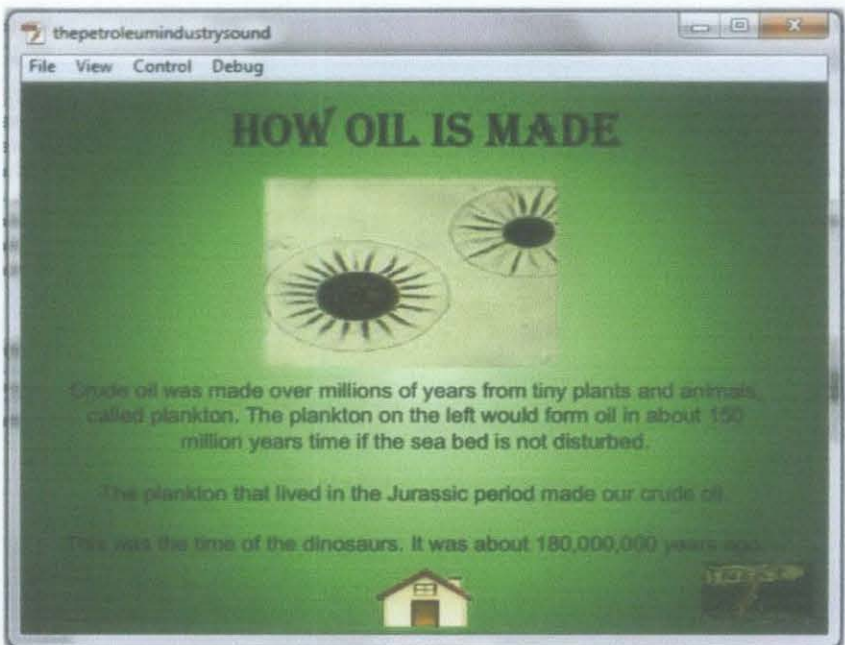 thepetroleumindustrysound
File View Control Debug
HOW OIL IS MADE
Crude oil was made over millions of years from tiny plants and animals,
called plankton. The plankton on the left would form oil in about 150
million years time if the sea bed is not disturbed.
The plankton that lived in the Jurassic period made our crude oil.
This was the time of the dinosaurs. It was about 180,000,000 years ago.